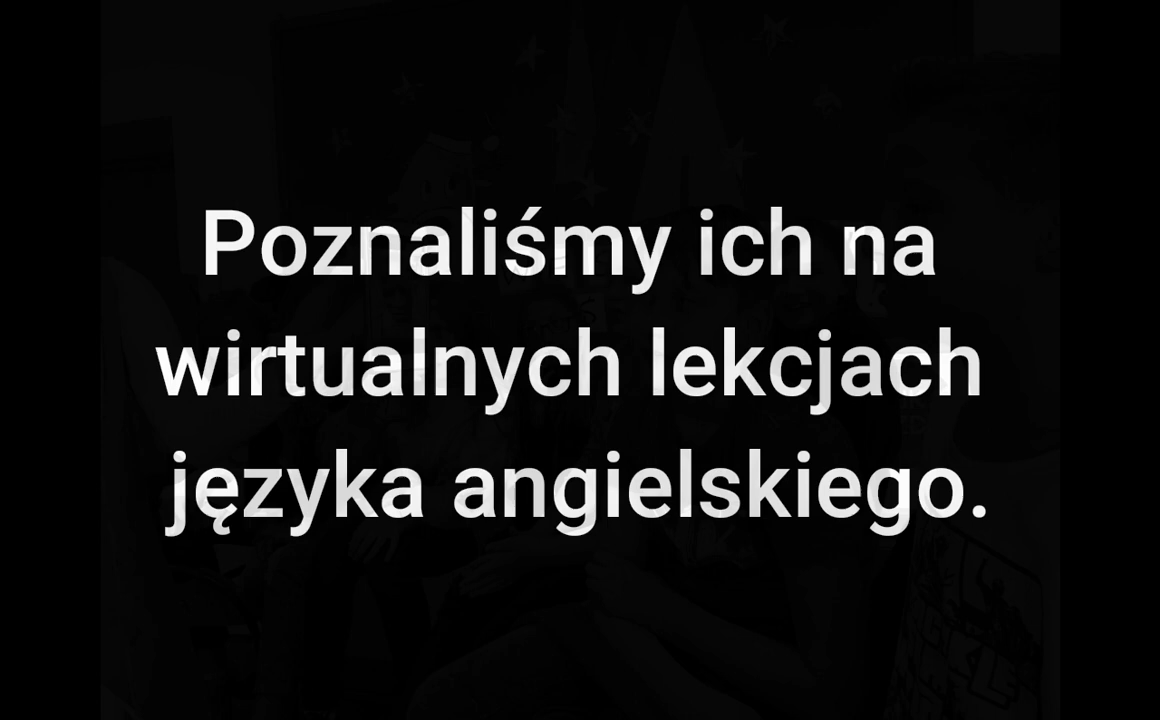 Poznaliśmy ich na
wirtualnych lekcjach
języka angielskiego.